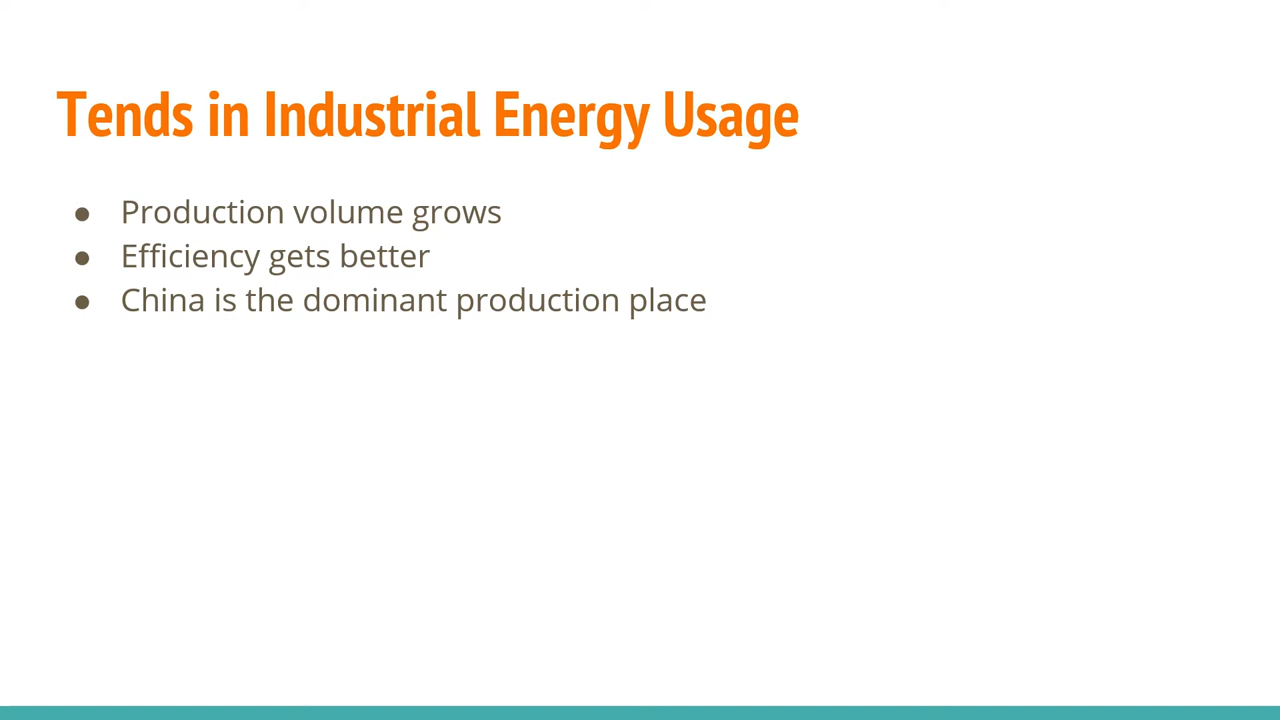 Tends in Industrial Energy Usage
● Production volume grows
● Efficiency gets better
● China is the dominant production place